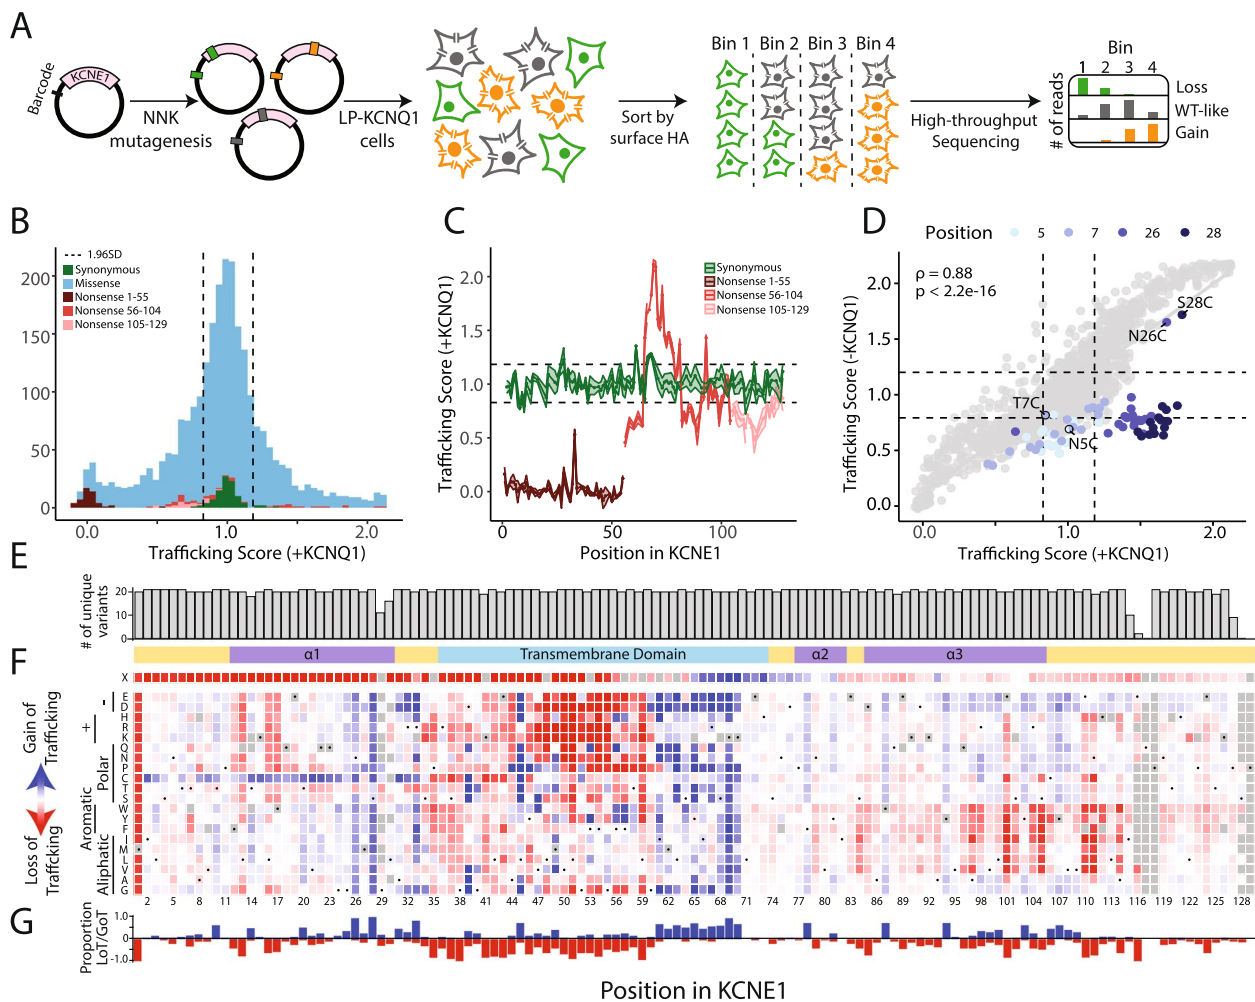 A
Barcode
KCNE1
NNK
mutagenesis
LP-KCNQ1
cells
Sort by
surface HA
Bin 1 Bin 2 Bin 3 Bin 4
High-throughput
Sequencing
Bin
1 2 3 4
# of reads
Loss
WT-like
Gain
B
1.96SD
Synonymous
Missense
Nonsense 1-55
Nonsense 56-104
Nonsense 105-129
200
150
100
50
0
0.0 1.0 2.0
Trafficking Score (+KCNQ1)
C
Trafficking Score (+KCNQ1)
Synonymous
Nonsense 1-55
Nonsense 56-104
Nonsense 105-129
2.0
1.5
1.0
0.5
0.0
0 50 100
Position in KCNE1
D
Position 5 7 26 28
ρ = 0.88
p < 2.2e-16
Trafficking Score (-KCNQ1)
2.0
1.5
1.0
0.5
0.0
S28C
N26C
T7C
N5C
0.0 1.0 2.0
Trafficking Score (+KCNQ1)
E
# of unique
variants
20
10
0
F
α1 Transmembrane Domain α2 α3
Gain of
Trafficking
Loss of
Trafficking
-
+
Polar
Aromatic
Aliphatic
X
E
D
H
R
K
Q
N
P
C
T
S
W
Y
F
I
M
L
V
A
G
2 5 8 11 14 17 20 23 26 29 32 35 38 41 44 47 50 53 56 59 62 65 68 71 74 77 80 83 86 89 92 95 98 101 104 107 110 113 116 119 122 125 128
G
Proportion
LoT/GoT
1.0
0
-1.0
Position in KCNE1